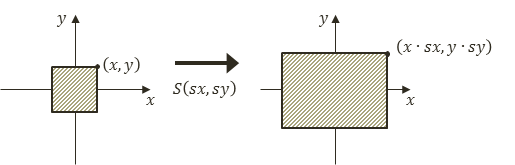 y
(x, y)
x
S(sx, sy)
y
(x · sx, y · sy)
x